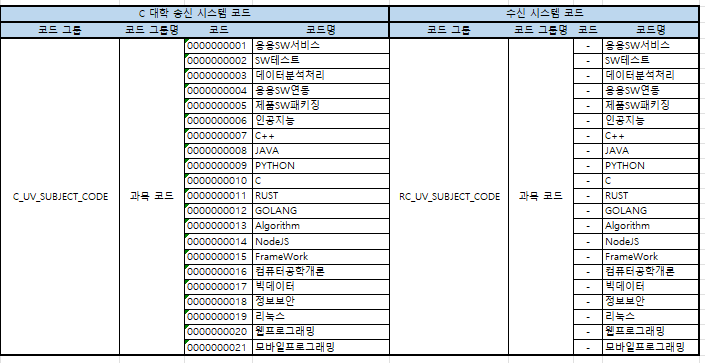 C 대학 송신 시스템 코드 수신 시스템 코드
코드 그룹 코드 그룹명 코드 코드명 코드 그룹 코드 그룹명 코드 코드명
0000000001 응용SW서비스 - 응용SW서비스
0000000002 SW테스트 - SW테스트
0000000003 데이터분석처리 - 데이터분석처리
0000000004 응용SW연동 - 응용SW연동
0000000005 제품SW패키징 - 제품SW패키징
0000000006 인공지능 - 인공지능
0000000007 C++ - C++
0000000008 JAVA - JAVA
0000000009 PYTHON - PYTHON
0000000010 C - C
C_UV_SUBJECT_CODE 과목 코드 0000000011 RUST RC_UV_SUBJECT_CODE 과목 코드 - RUST
0000000012 GOLANG - GOLANG
0000000013 Algorithm - Algorithm
0000000014 NodeJS - NodeJS
0000000015 FrameWork - FrameWork
0000000016 컴퓨터공학개론 - 컴퓨터공학개론
0000000017 빅데이터 - 빅데이터
0000000018 정보보안 - 정보보안
0000000019 리눅스 - 리눅스
0000000020 웹프로그래밍 - 웹프로그래밍
0000000021 모바일프로그래밍 - 모바일프로그래밍